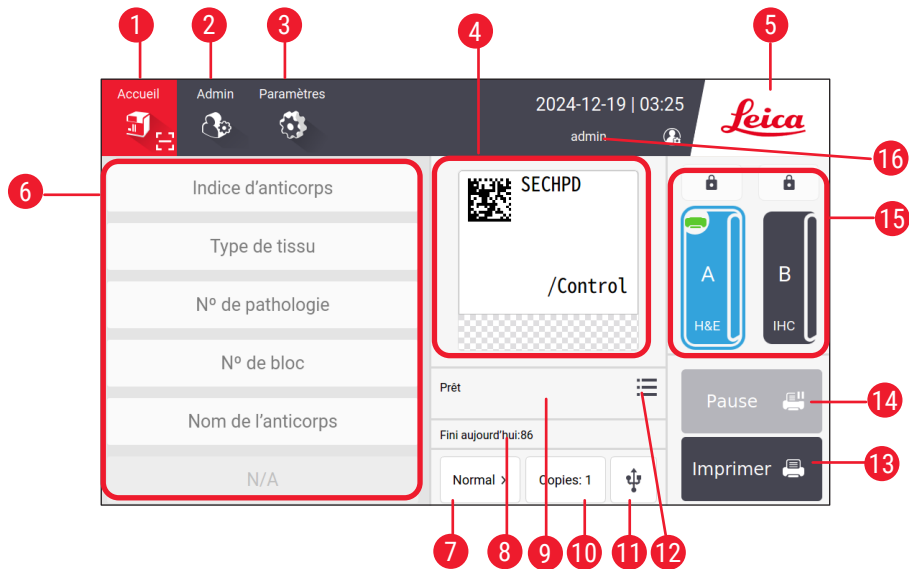 1
2
3
4
5
Accueil
Admin
Paramètres
2024-12-19 | 03:25
admin
Leica
16
6
Indice d'anticorps
Type de tissu
Nº de pathologie
Nº de bloc
Nom de l'anticorps
N/A
SECHPD
/Control
A
H&E
B
IHC
15
Prêt
Fini aujourd'hui:86
Normal >
Copies: 1
Pause
14
Imprimer
13
7
8
9
10
11
12